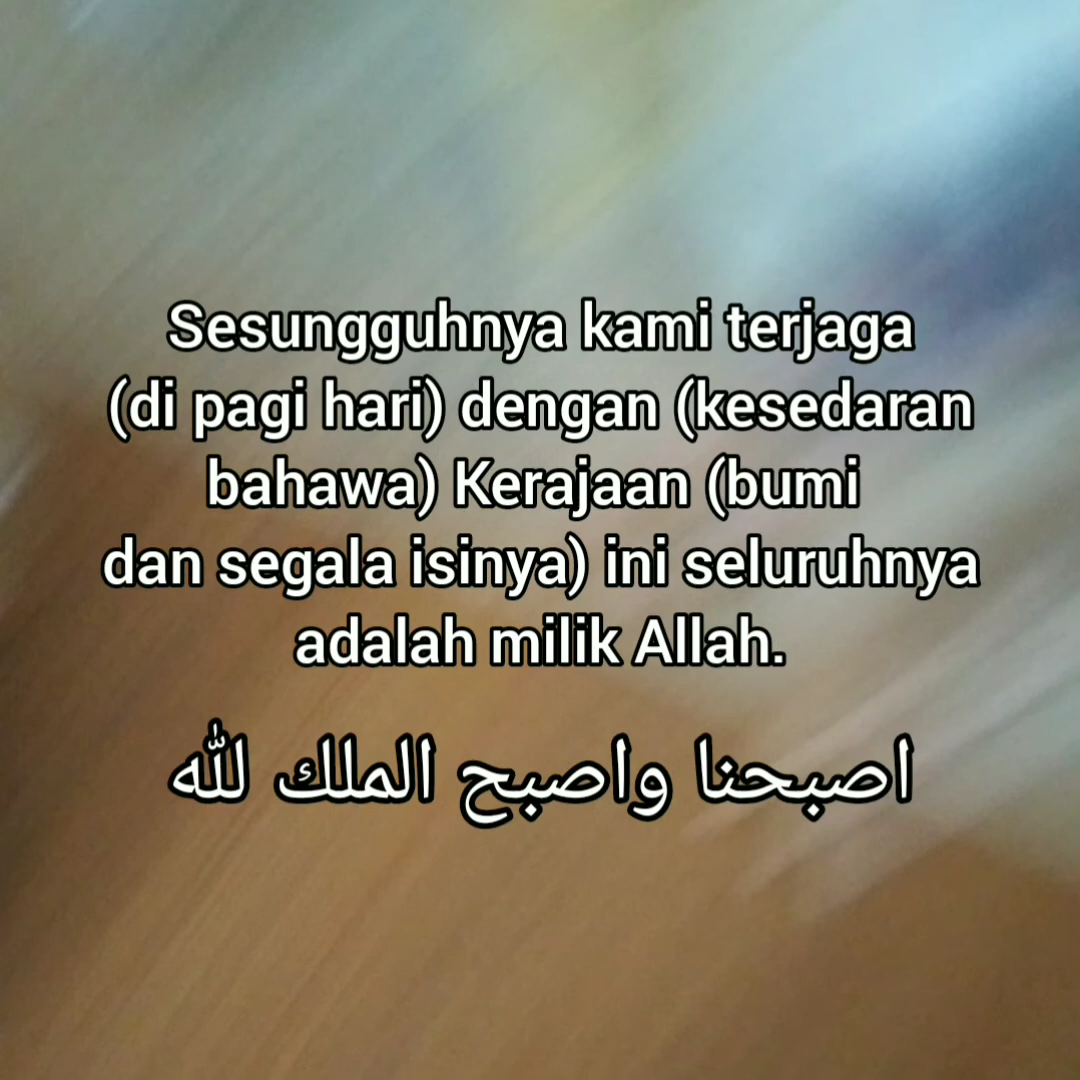 Sesungguhnya kami terjaga
(di pagi hari) dengan (kesedaran
bahawa) Kerajaan (bumi
dan segala isinya) ini seluruhnya
adalah milik Allah.
اصبحنا واصبح الملك لله